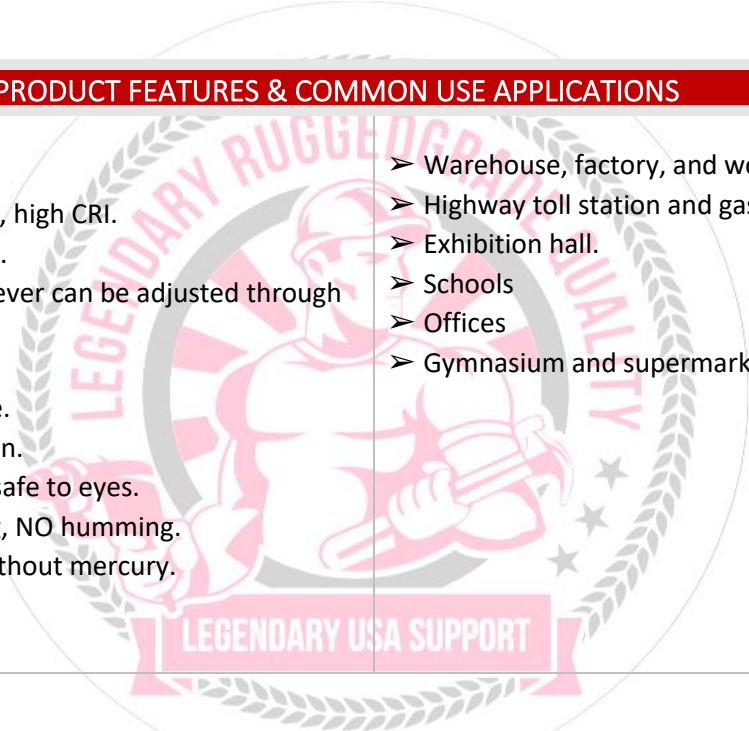 PRODUCT FEATURES & COMMON USE APPLICATIONS
, high CRI.
.
ever can be adjusted through
e.
n.
safe to eyes.
, NO humming.
thout mercury.
➢ Warehouse, factory, and wo
➢ Highway toll station and gas
➢ Exhibition hall.
➢ Schools
➢ Offices
➢ Gymnasium and supermark
LEGENDARY RUGGEDGRADE QUALITY
LEGENDARY USA SUPPORT